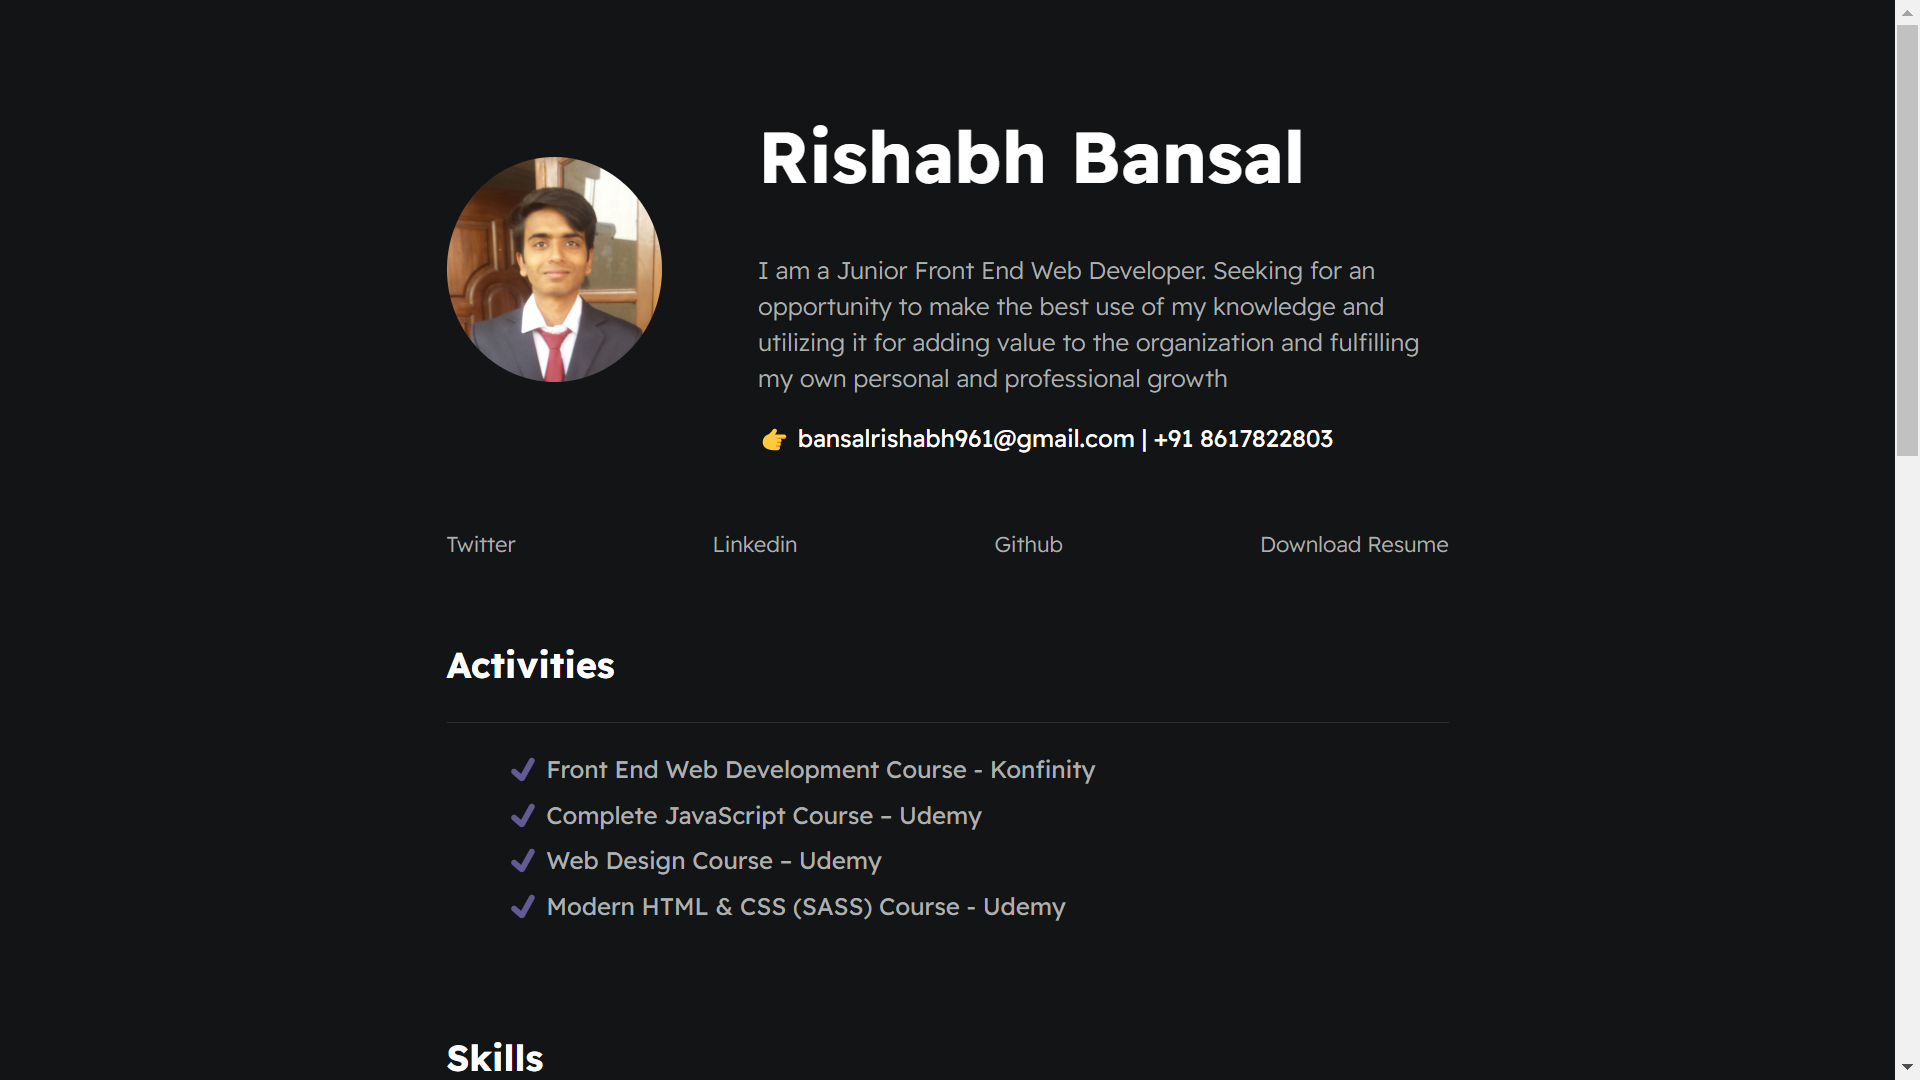 Rishabh Bansal
I am a Junior Front End Web Developer. Seeking for an
opportunity to make the best use of my knowledge and
utilizing it for adding value to the organization and fulfilling
my own personal and professional growth
👉 bansalrishabh961@gmail.com | +91 8617822803
Twitter
Linkedin
Github
Download Resume
Activities
✔ Front End Web Development Course - Konfinity
✔ Complete JavaScript Course – Udemy
✔ Web Design Course – Udemy
✔ Modern HTML & CSS (SASS) Course - Udemy
Skills